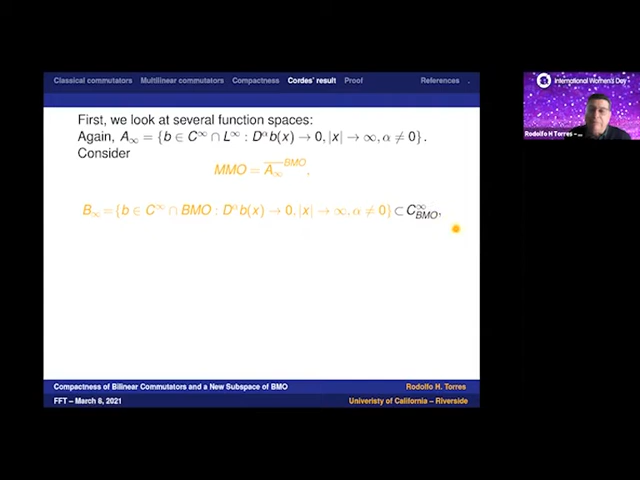 Classical commutators Multilinear commutators Compactness Cordes' result Proof References .
First, we look at several function spaces:
Again, A∞ = {b ∈ C^∞ ∩ L^∞ : D^α b(x) → 0, |x| → ∞, α ≠ 0}.
Consider
MMO = \overline{A∞}^{BMO},
B∞ = {b ∈ C^∞ ∩ BMO : D^α b(x) → 0, |x| → ∞, α ≠ 0} ⊂ C^∞_{BMO},
Compactness of Bilinear Commutators and a New Subspace of BMO Rodolfo H. Torres
FFT – March 8, 2021 Univeristy of California – Riverside
International Women's Day
Rodolfo H Torres - ...